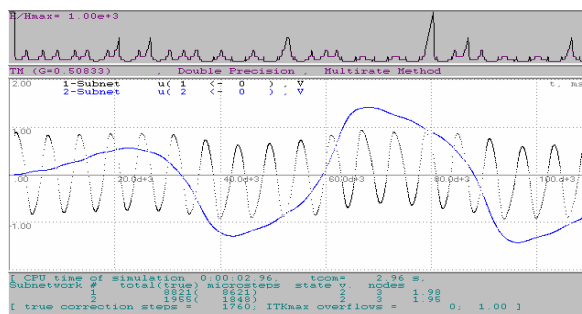 H/Hmax= 1.00e+3
TM (G=0.50833) , Double Precision , Multirate Method
2.00 1-Subnet u( 1 <- 0 ) , V t, ms
2-Subnet u( 2 <- 0 ) , V
1.00
.00 20.0d+3 40.0d+3 60.0d+3 80.0d+3 100.d+3
-1.00
[ CPU time of simulation 0:00:02.96, tcom= 2.96 s,
Subnetwork # total(true) microsteps state v. nodes
1 8821( 8621) 2 3 1.98
2 1955( 1848) 2 3 1.95
[ true correction steps = 1760; ITKmax overflows = 0; 1.00 ]